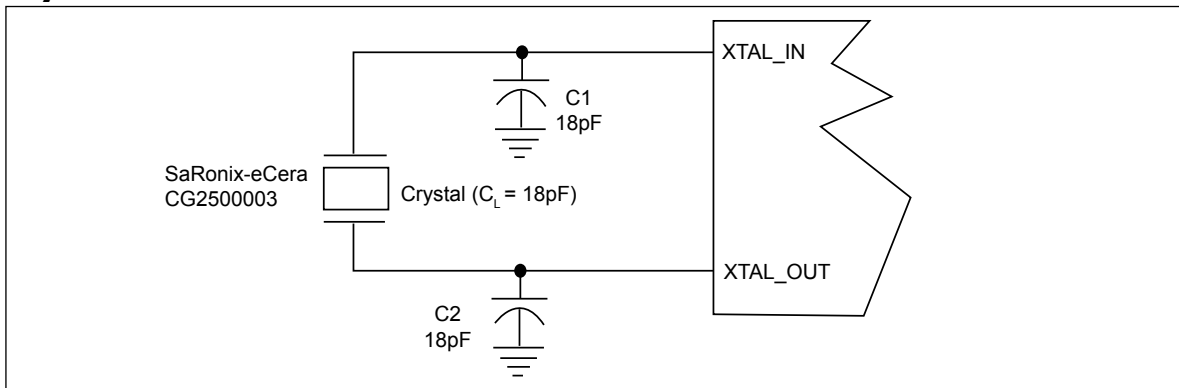 XTAL_IN
C1
18pF
SaRonix-eCera
CG2500003
Crystal (CL = 18pF)
XTAL_OUT
C2
18pF